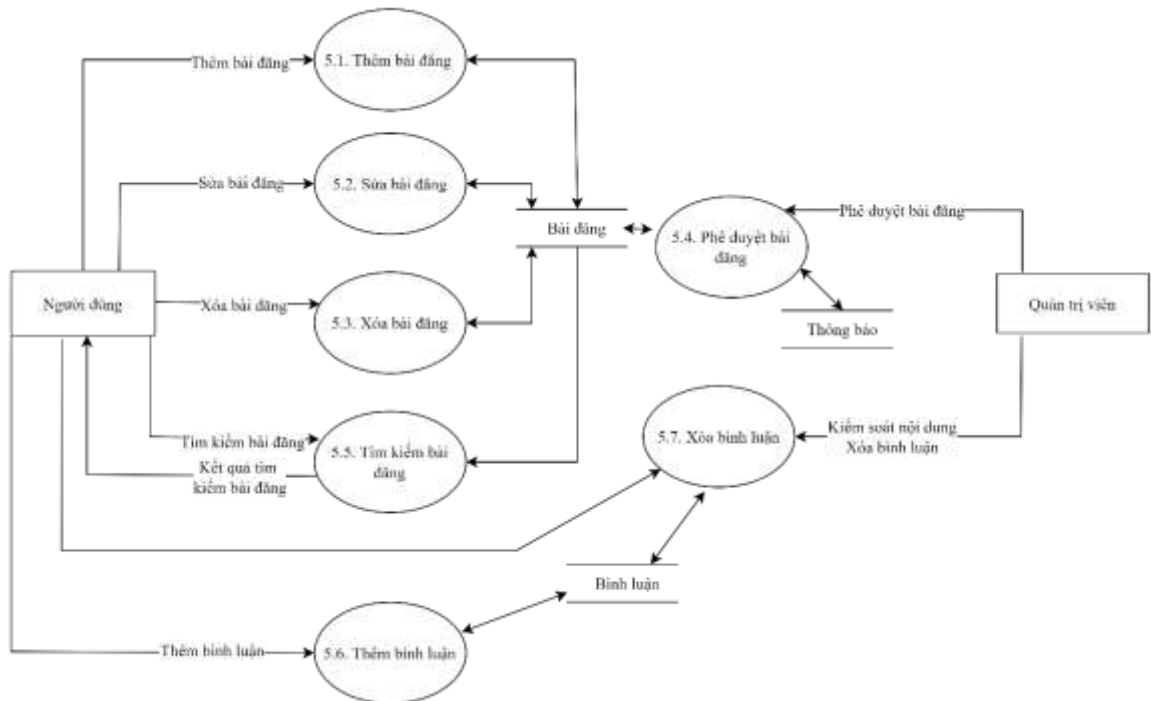 Thêm bài đăng
5.1. Thêm bài đăng
Sửa bài đăng
5.2. Sửa bài đăng
Bài đăng
5.4. Phê duyệt bài
đăng
Phê duyệt bài đăng
Người dùng
Xóa bài đăng
5.3. Xóa bài đăng
Thông báo
Quản trị viên
Tìm kiếm bài đăng
Kết quả tìm
kiếm bài đăng
5.5. Tìm kiếm bài
đăng
5.7. Xóa bình luận
Kiểm soát nội dung
Xóa bình luận
Bình luận
Thêm bình luận
5.6. Thêm bình luận